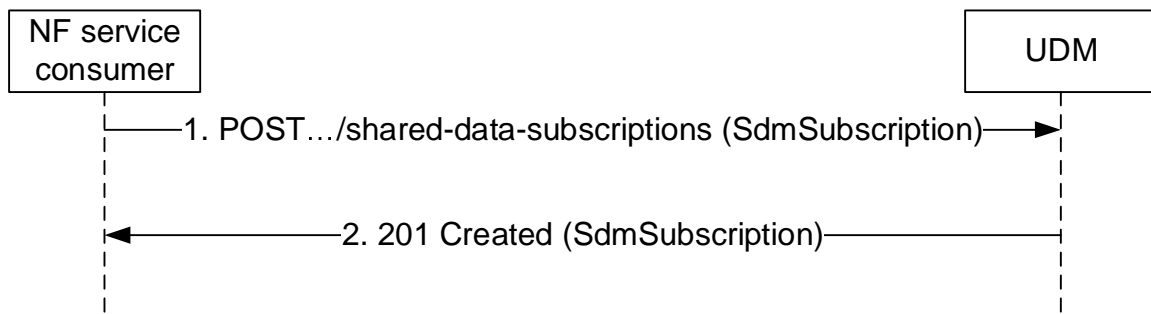 NF service
consumer
UDM
1. POST…/shared-data-subscriptions (SdmSubscription)
2. 201 Created (SdmSubscription)